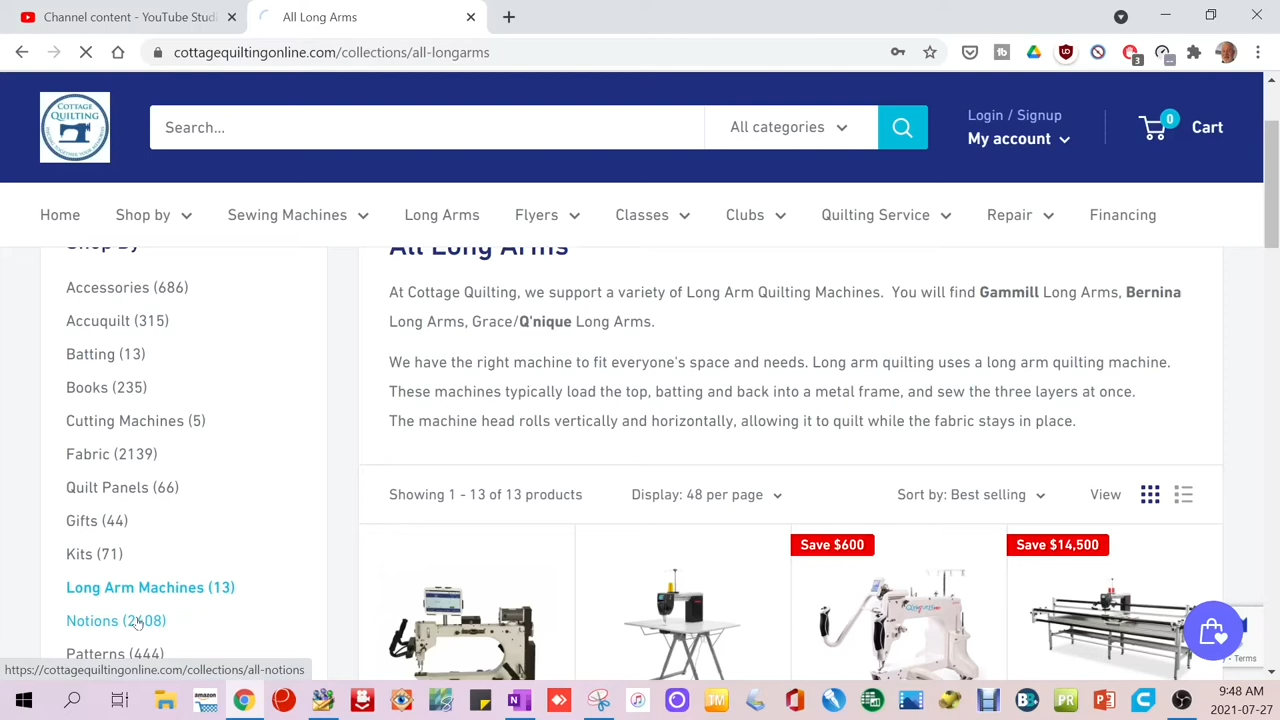 Channel content - YouTube Studi
All Long Arms
cottagequiltingonline.com/collections/all-longarms
3
COTTAGE
QUILTING
Search...
All categories
Login / Signup
My account
0
Cart
Home
Shop by
Sewing Machines
Long Arms
Flyers
Classes
Clubs
Quilting Service
Repair
Financing
Shop By
Accessories (686)
Accuquilt (315)
Batting (13)
Books (235)
Cutting Machines (5)
Fabric (2139)
Quilt Panels (66)
Gifts (44)
Kits (71)
Long Arm Machines (13)
Notions (2408)
Patterns (444)
https://cottagequiltingonline.com/collections/all-notions
All Long Arms
At Cottage Quilting, we support a variety of Long Arm Quilting Machines. You will find Gammill Long Arms, Bernina
Long Arms, Grace/Q'nique Long Arms.
We have the right machine to fit everyone's space and needs. Long arm quilting uses a long arm quilting machine.
These machines typically load the top, batting and back into a metal frame, and sew the three layers at once.
The machine head rolls vertically and horizontally, allowing it to quilt while the fabric stays in place.
Showing 1 - 13 of 13 products
Display: 48 per page
Sort by: Best selling
View
Save $600
Save $14,500
- Terms
amazon
TM
PR
9:48 AM
2021-07-27